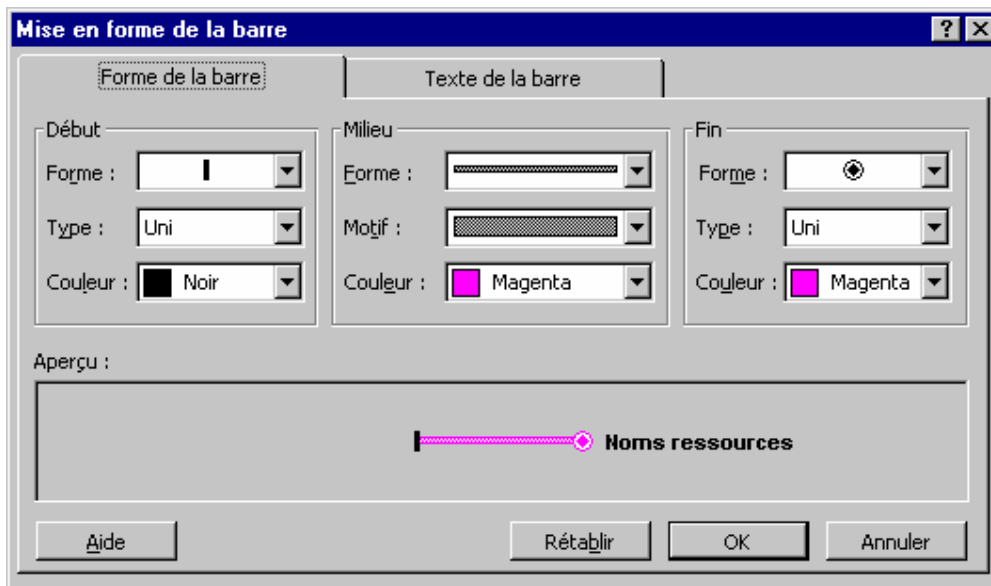 Mise en forme de la barre
Forme de la barre
Texte de la barre
Début
Forme :
Type : Uni
Couleur : Noir
Milieu
Forme :
Motif :
Couleur : Magenta
Fin
Forme :
Type : Uni
Couleur : Magenta
Aperçu :
Noms ressources
Aide
Rétablir
OK
Annuler